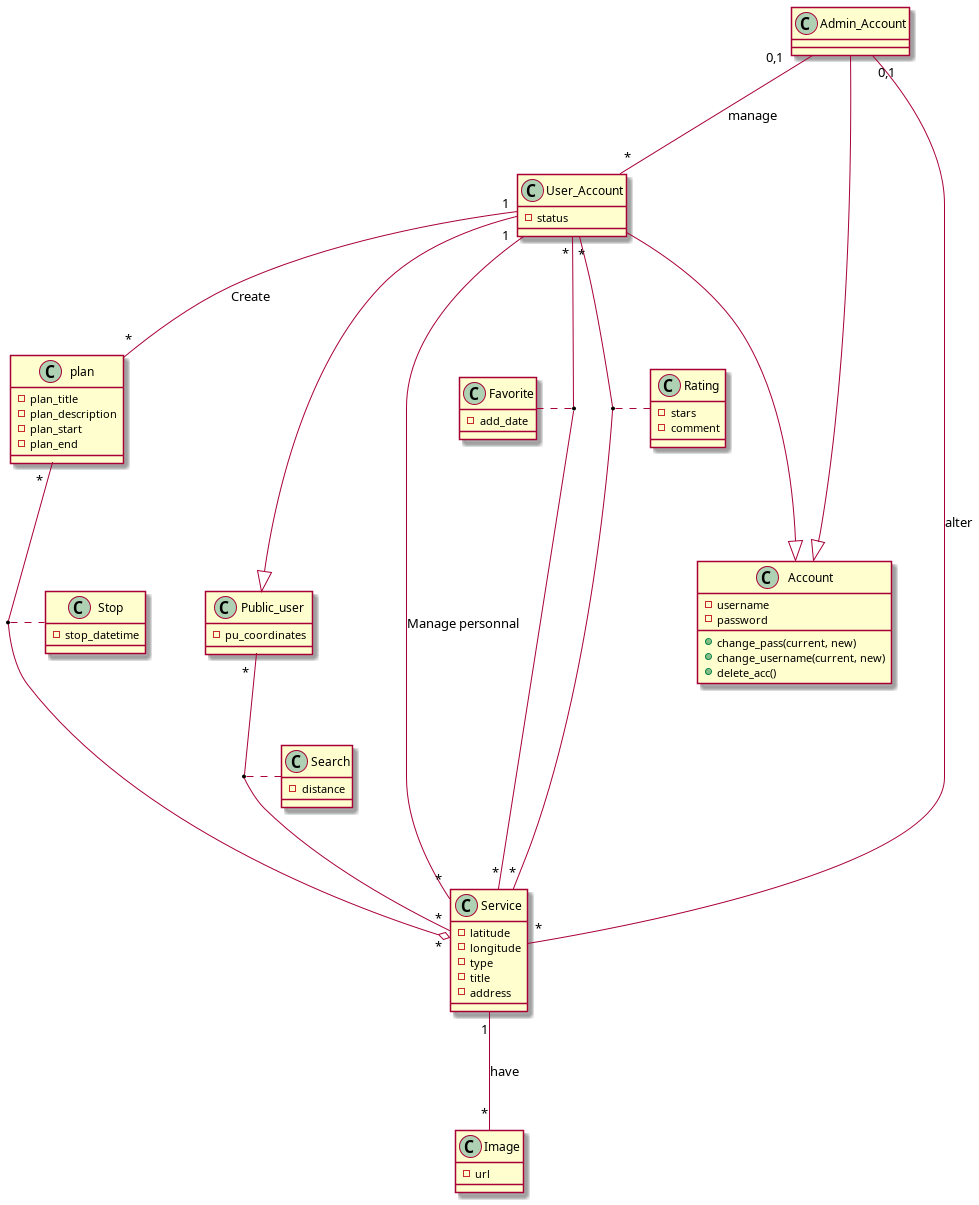 C Admin_Account
0,1
0,1
manage
*
C User_Account
status
1
1
*
*
Create
*
C plan
plan_title
plan_description
plan_start
plan_end
*
C Favorite
add_date
C Rating
stars
comment
alter
C Account
username
password
change_pass(current, new)
change_username(current, new)
delete_acc()
C Stop
stop_datetime
C Public_user
pu_coordinates
*
Manage personnal
C Search
distance
*
*
*
*
*
*
C Service
latitude
longitude
type
title
address
1
have
*
C Image
url